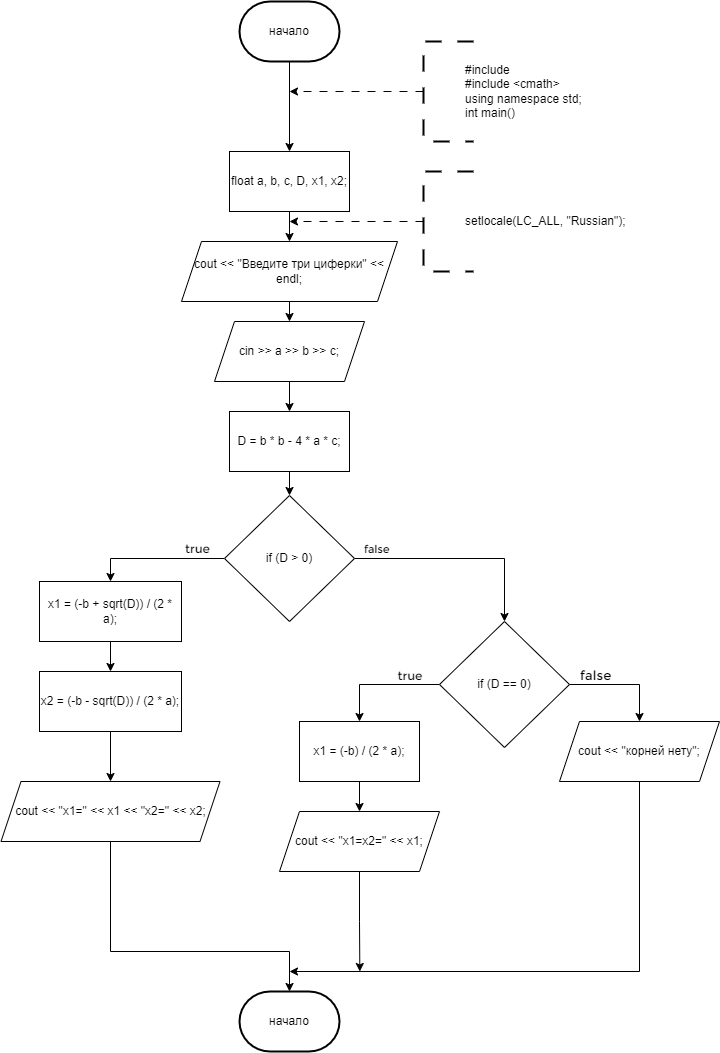 начало
#include
#include <cmath>
using namespace std;
int main()
float a, b, c, D, x1, x2;
setlocale(LC_ALL, "Russian");
cout << "Введите три циферки" <<
endl;
cin >> a >> b >> c;
D = b * b - 4 * a * c;
if (D > 0)
true
false
x1 = (-b + sqrt(D)) / (2 *
a);
x2 = (-b - sqrt(D)) / (2 * a);
cout << "x1=" << x1 << "x2=" << x2;
if (D == 0)
true
false
x1 = (-b) / (2 * a);
cout << "корней нету";
cout << "x1=x2=" << x1;
начало